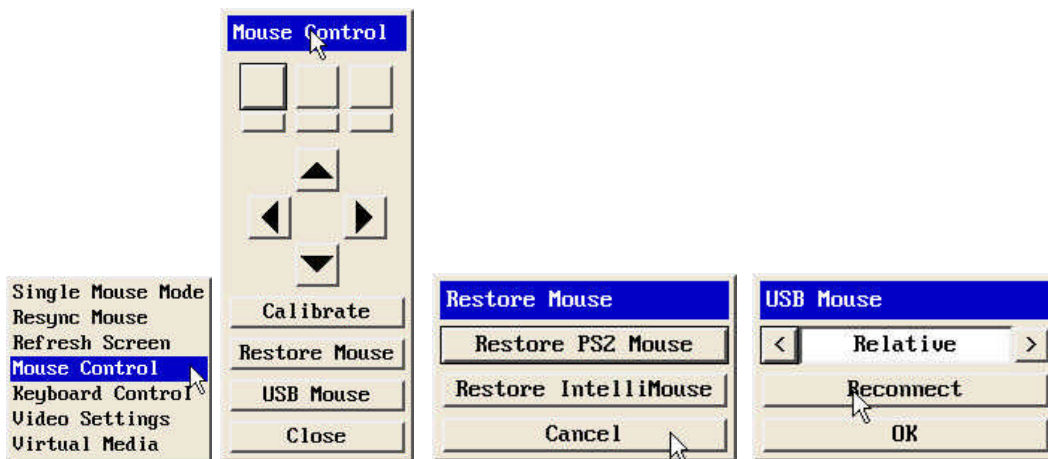 Single Mouse Mode
Resync Mouse
Refresh Screen
Mouse Control
Keyboard Control
Video Settings
Virtual Media
Mouse Control
Calibrate
Restore Mouse
USB Mouse
Close
Restore Mouse
Restore PS2 Mouse
Restore IntelliMouse
Cancel
USB Mouse
< Relative >
Reconnect
OK